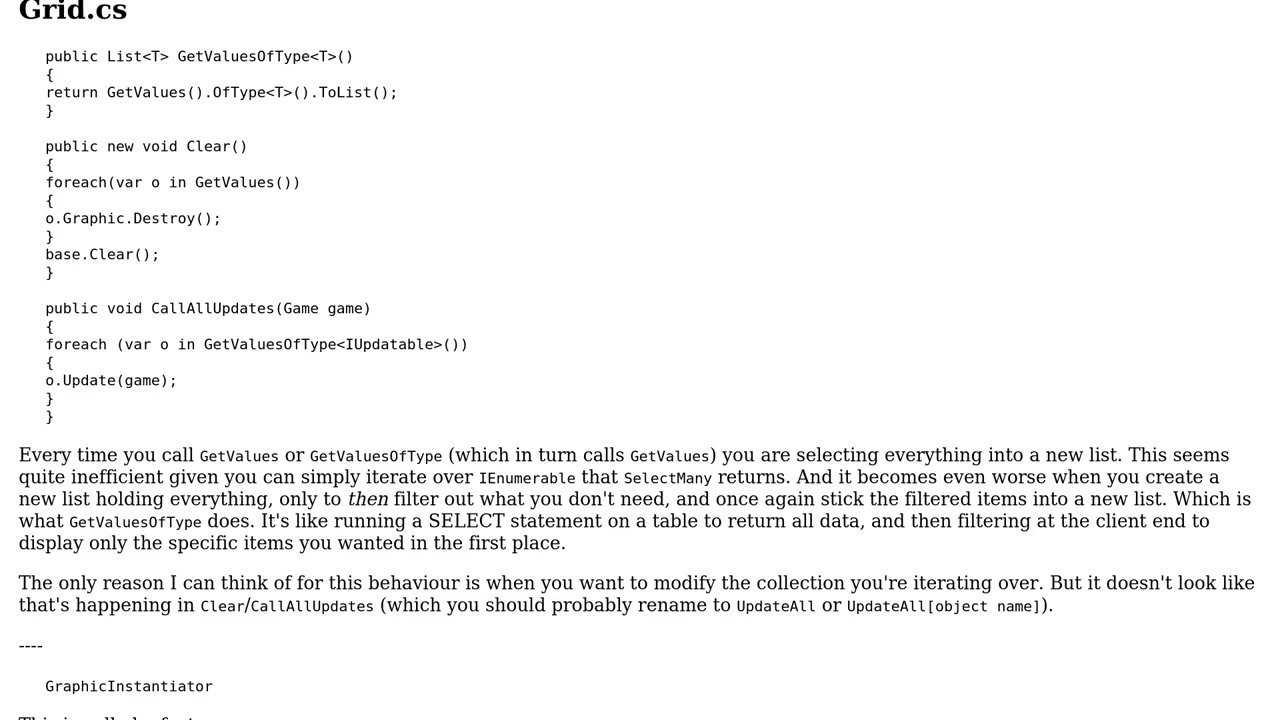 Grid.cs
public List<T> GetValuesOfType<T>()
{
return GetValues().OfType<T>().ToList();
}
public new void Clear()
{
foreach(var o in GetValues())
{
o.Graphic.Destroy();
}
base.Clear();
}
public void CallAllUpdates(Game game)
{
foreach (var o in GetValuesOfType<IUpdatable>())
{
o.Update(game);
}
}
Every time you call GetValues or GetValuesOfType (which in turn calls GetValues) you are selecting everything into a new list. This seems
quite inefficient given you can simply iterate over IEnumerable that SelectMany returns. And it becomes even worse when you create a
new list holding everything, only to then filter out what you don't need, and once again stick the filtered items into a new list. Which is
what GetValuesOfType does. It's like running a SELECT statement on a table to return all data, and then filtering at the client end to
display only the specific items you wanted in the first place.
The only reason I can think of for this behaviour is when you want to modify the collection you're iterating over. But it doesn't look like
that's happening in Clear/CallAllUpdates (which you should probably rename to UpdateAll or UpdateAll[object name]).
----
GraphicInstantiator